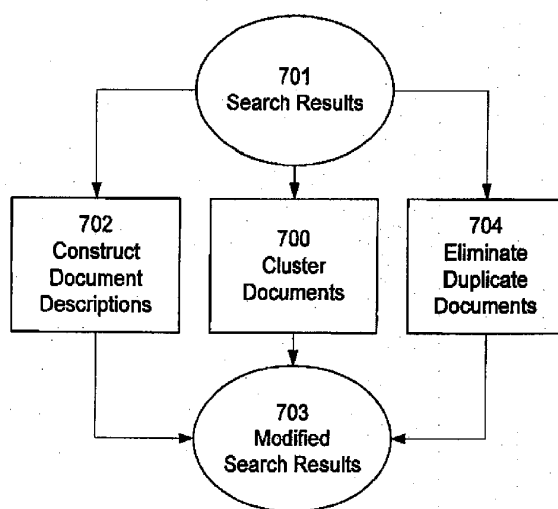 701
Search Results
702
Construct
Document
Descriptions
700
Cluster
Documents
704
Eliminate
Duplicate
Documents
703
Modified
Search Results